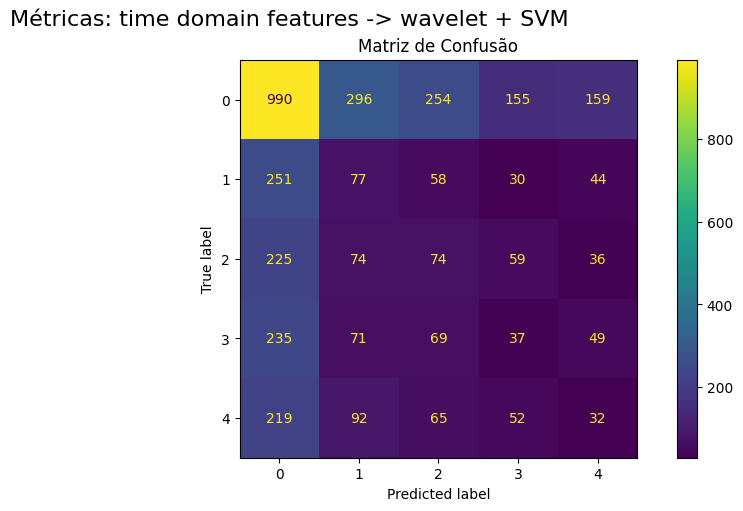 Métricas: time domain features -> wavelet + SVM
Matriz de Confusão
0 990 296 254 155 159
1 251 77 58 30 44
2 225 74 74 59 36
3 235 71 69 37 49
4 219 92 65 52 32
0 1 2 3 4
True label
Predicted label
800
600
400
200